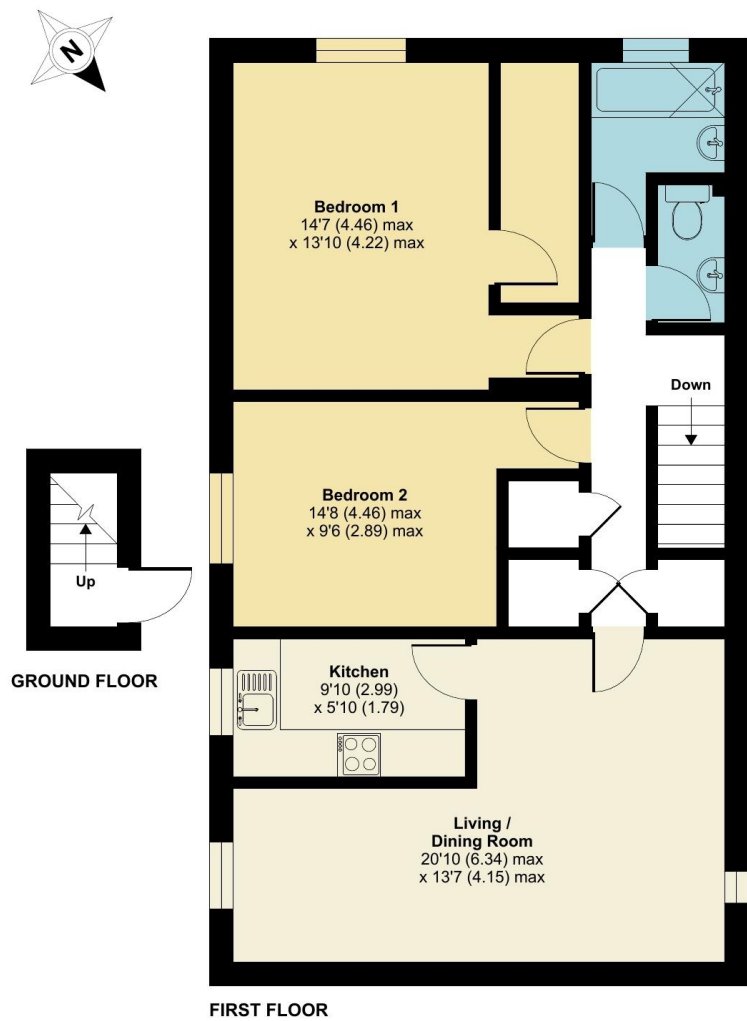 N
Bedroom 1
14'7 (4.46) max
x 13'10 (4.22) max
Down
Bedroom 2
14'8 (4.46) max
x 9'6 (2.89) max
Up
GROUND FLOOR
Kitchen
9'10 (2.99)
x 5'10 (1.79)
Living /
Dining Room
20'10 (6.34) max
x 13'7 (4.15) max
FIRST FLOOR